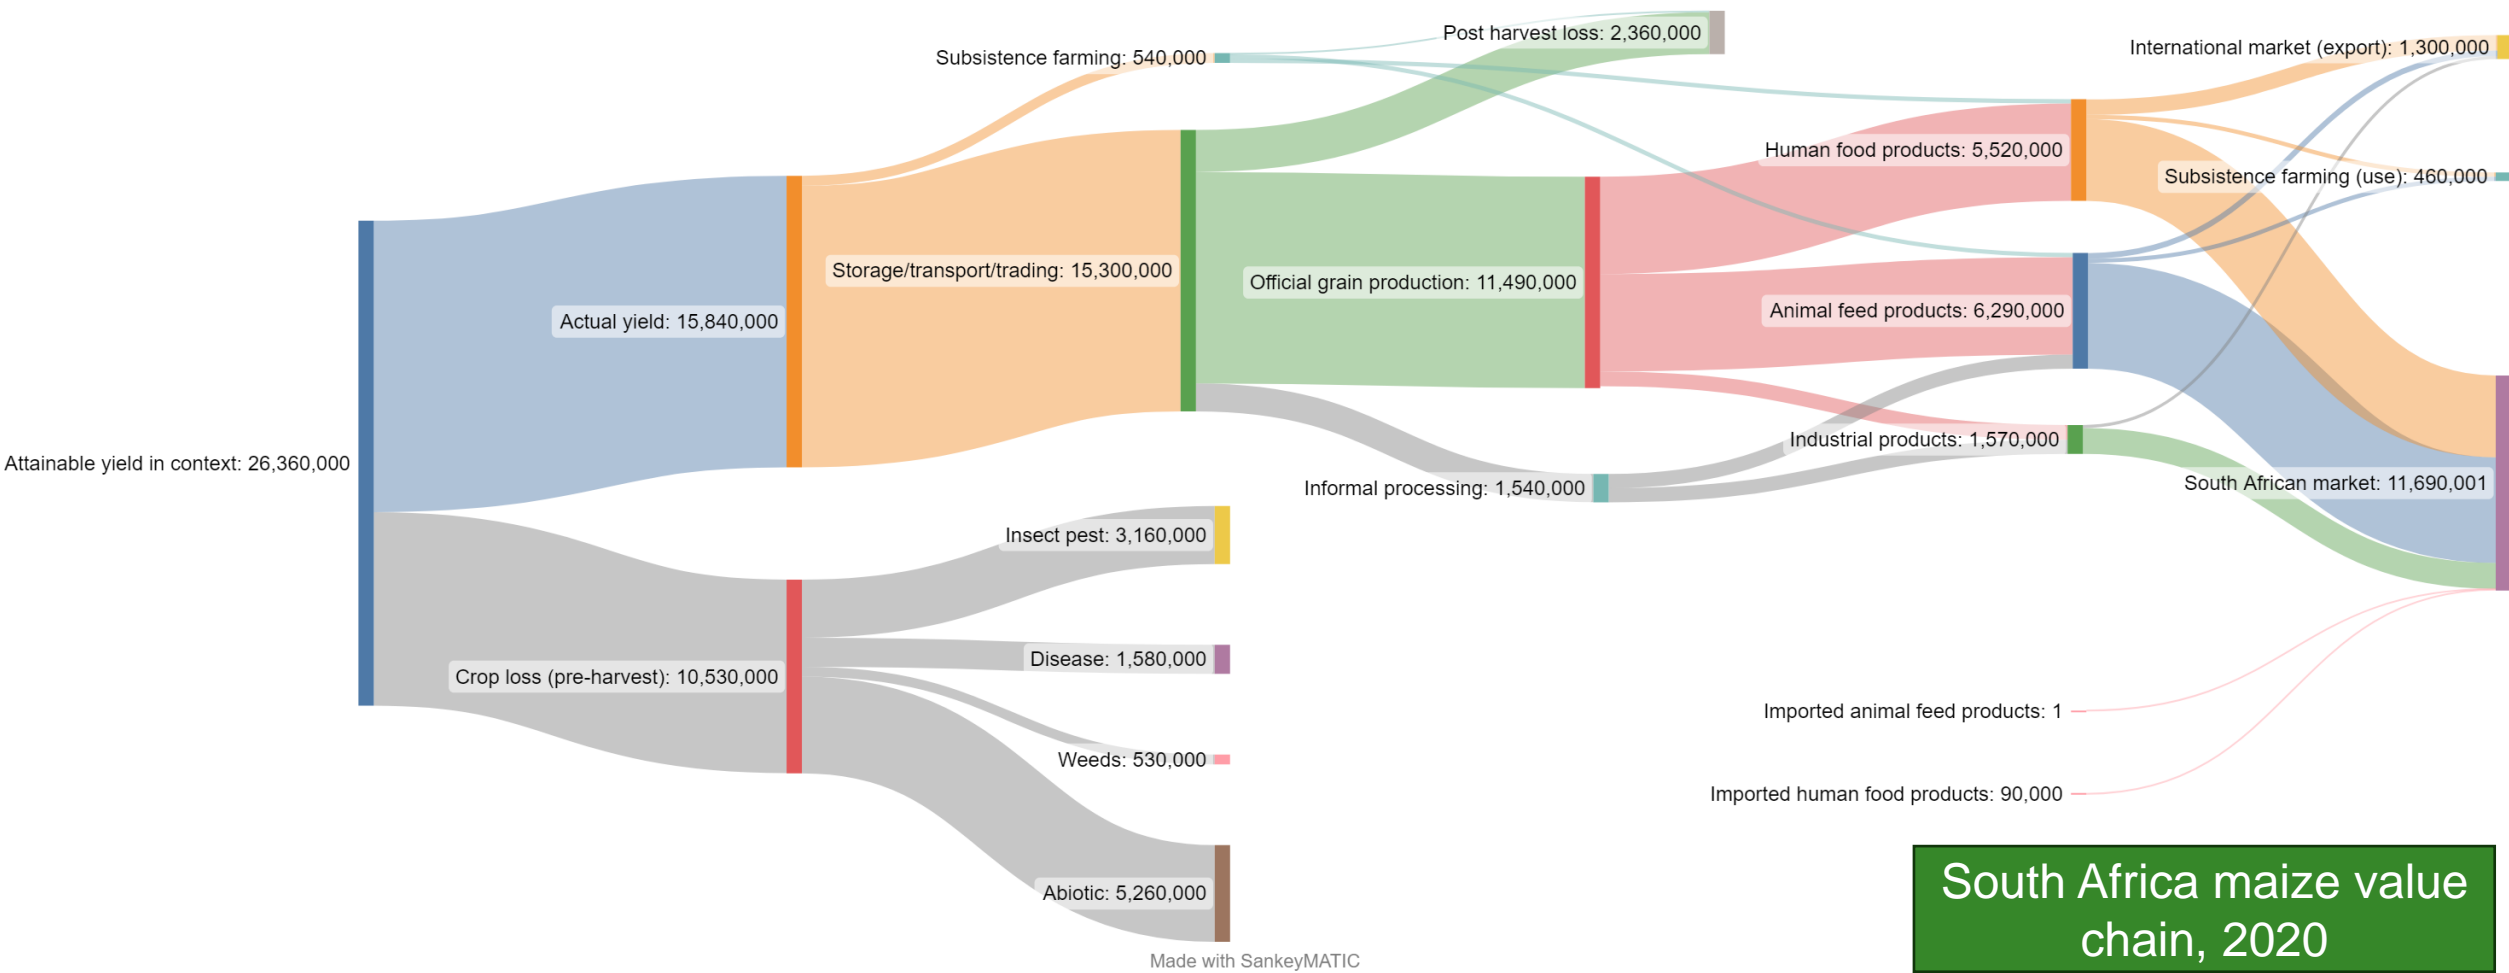 Post harvest loss: 2,360,000
International market (export): 1,300,000
Subsistence farming: 540,000
Human food products: 5,520,000
Subsistence farming (use): 460,000
Storage/transport/trading: 15,300,000
Official grain production: 11,490,000
Animal feed products: 6,290,000
Actual yield: 15,840,000
Industrial products: 1,570,000
Attainable yield in context: 26,360,000
Informal processing: 1,540,000
South African market: 11,690,001
Insect pest: 3,160,000
Disease: 1,580,000
Crop loss (pre-harvest): 10,530,000
Imported animal feed products: 1
Weeds: 530,000
Imported human food products: 90,000
Abiotic: 5,260,000
South Africa maize value
chain, 2020
Made with SankeyMATIC